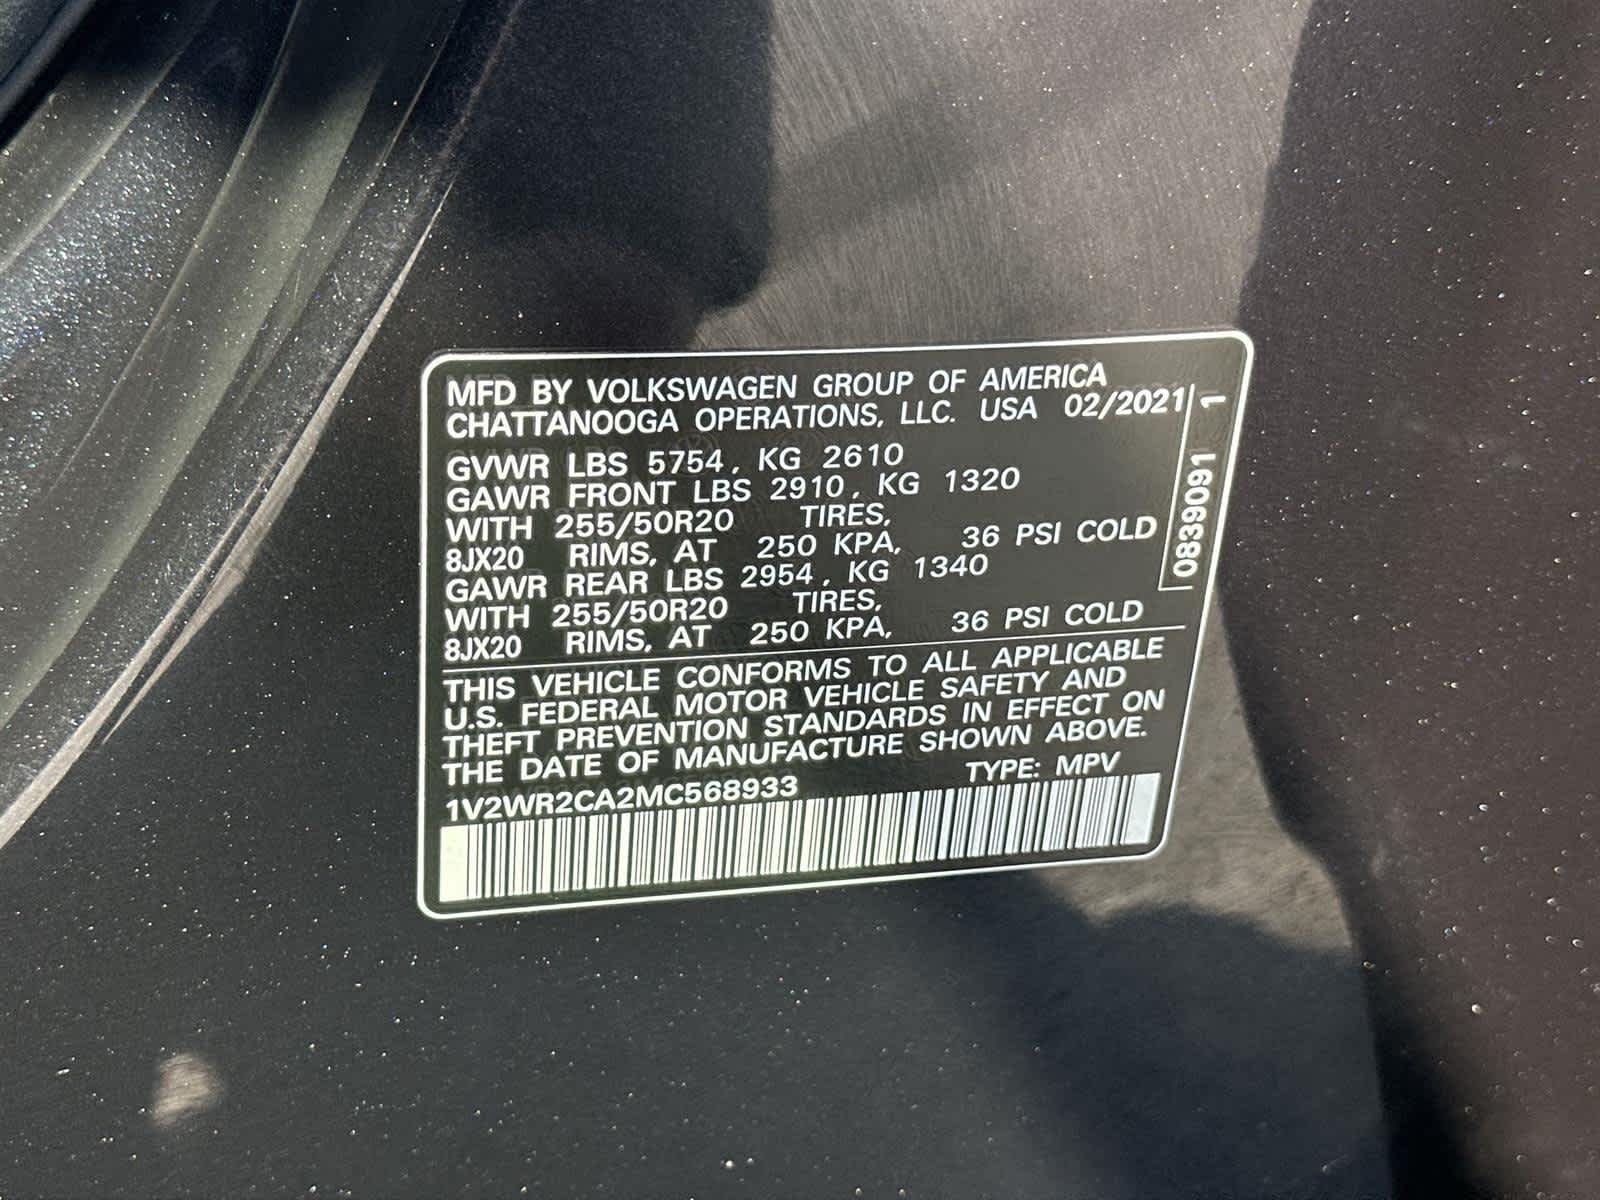 MFD BY VOLKSWAGEN GROUP OF AMERICA
CHATTANOOGA OPERATIONS, LLC. USA 02/2021
GVWR LBS 5754, KG 2610
GAWR FRONT LBS 2910, KG 1320
WITH 255/50R20 TIRES,
8JX20 RIMS, AT 250 KPA, 36 PSI COLD
GAWR REAR LBS 2954, KG 1340
WITH 255/50R20 TIRES,
8JX20 RIMS, AT 250 KPA, 36 PSI COLD
THIS VEHICLE CONFORMS TO ALL APPLICABLE
U.S. FEDERAL MOTOR VEHICLE SAFETY AND
THEFT PREVENTION STANDARDS IN EFFECT ON
THE DATE OF MANUFACTURE SHOWN ABOVE.
1V2WR2CA2MC568933 TYPE: MPV
0839091 1